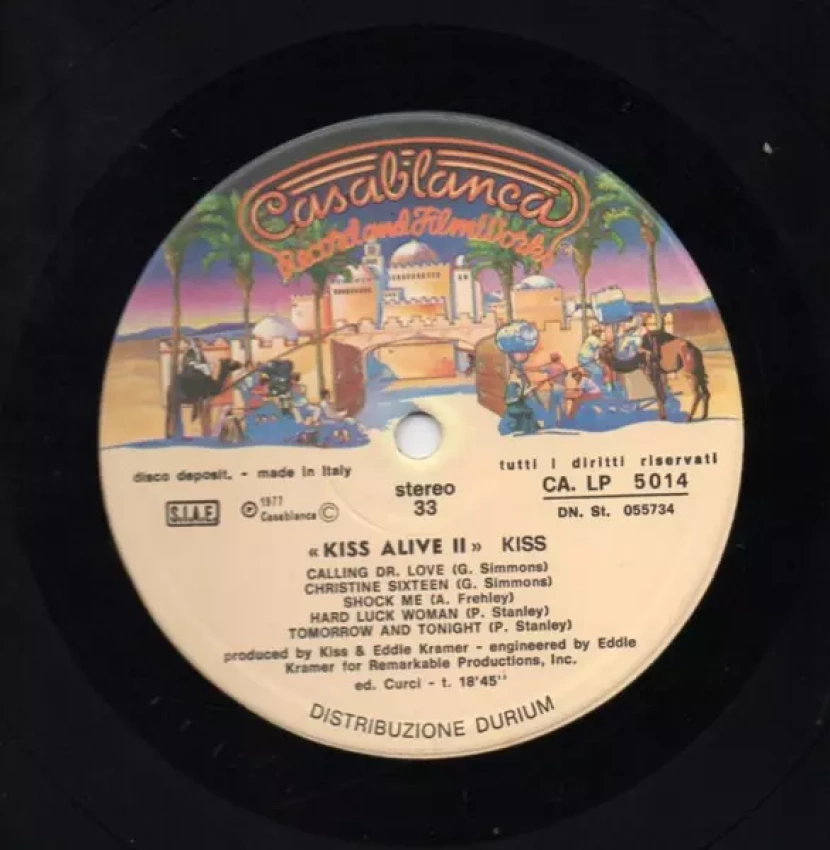 Casablanca
Record and FilmWorks
disco deposit. - made in Italy
tutti i diritti riservati
stereo
33
CA. LP 5014
DN. St. 055734
S.I.A.E.
℗ 1977
Casablanca ©
« KISS ALIVE II » KISS
CALLING DR. LOVE (G. Simmons)
CHRISTINE SIXTEEN (G. Simmons)
SHOCK ME (A. Frehley)
HARD LUCK WOMAN (P. Stanley)
TOMORROW AND TONIGHT (P. Stanley)
produced by Kiss & Eddie Kramer - engineered by Eddie
Kramer for Remarkable Productions, Inc.
ed. Curci - t. 18'45"
DISTRIBUZIONE DURIUM